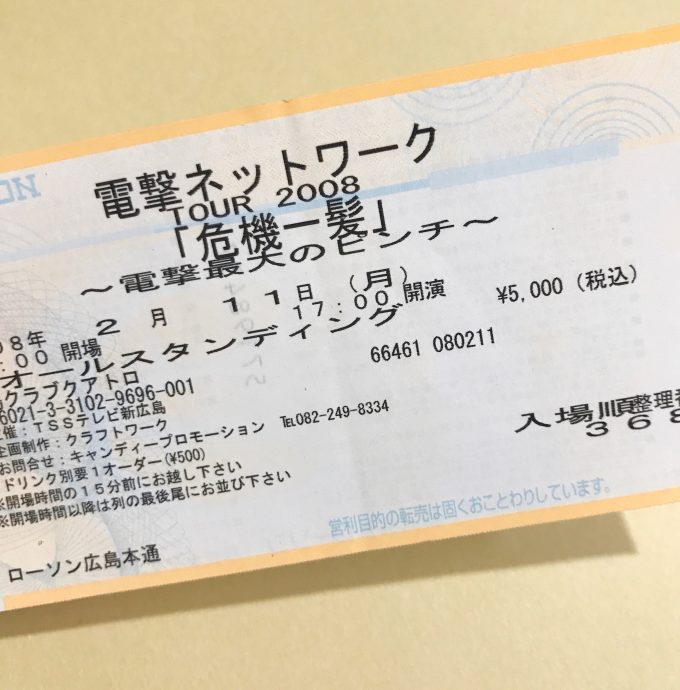 電撃ネットワーク
TOUR 2008
「危機一髪」
～電撃最大のピンチ～
08年 2月 11日 (月)
:00 開場 17:00 開演 ¥5,000 (税込)
オールスタンディング
クラブクアトロ 66461 080211
6021-3-3102-9696-001
主催：TSSテレビ新広島
企画制作：クラフトワーク
お問合せ：キャンディープロモーション TEL082-249-8334
ドリンク別要1オーダー(¥500)
※開場時間の15分前にお越し下さい
※開場時間以降は列の最後尾にお並び下さい
入場順整理番
368
営利目的の転売は固くおことわりしています。
ローソン広島本通